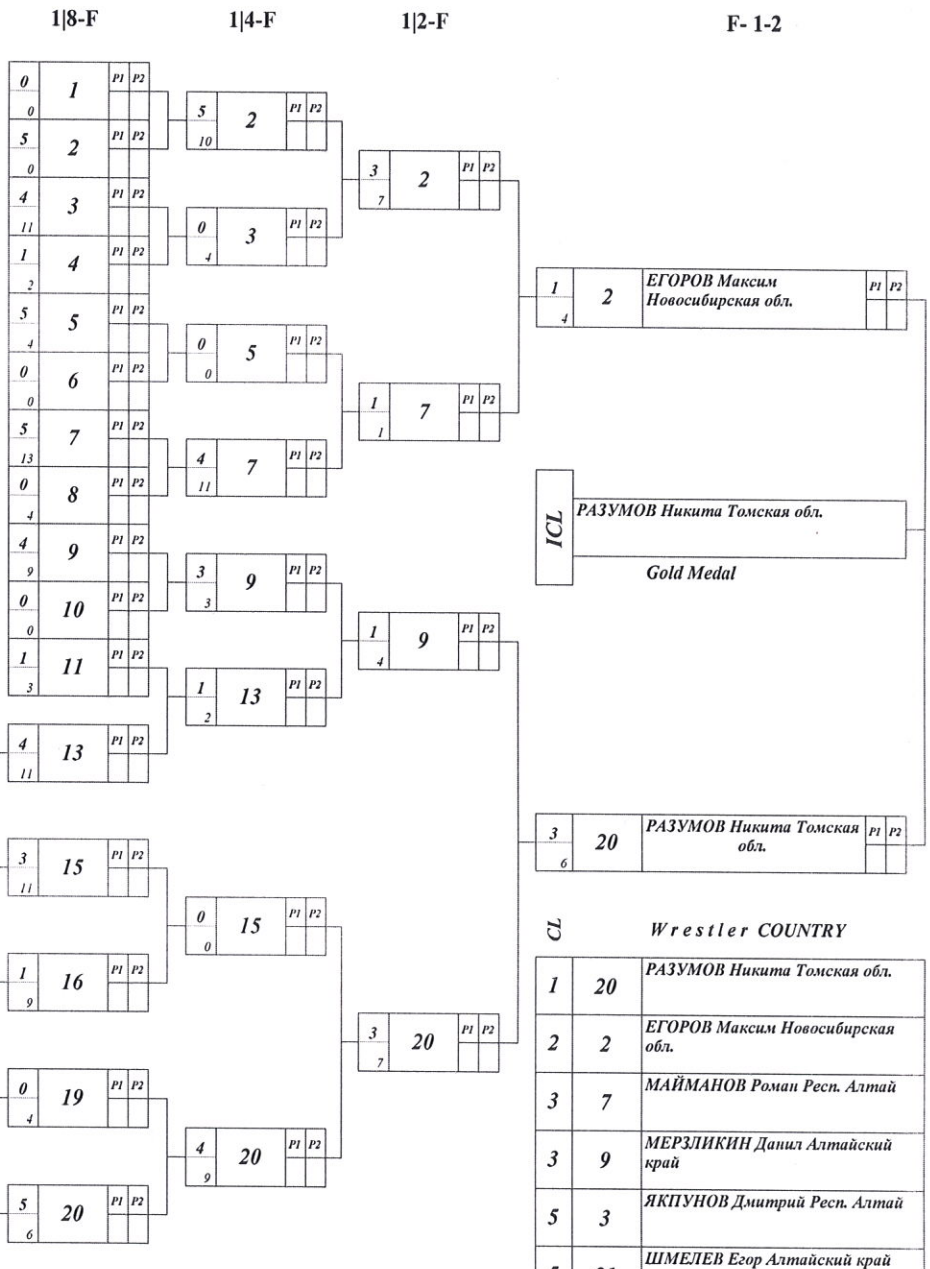 1|8-F 1|4-F 1|2-F F- 1-2
0 1 P1 P2
0
5 2 P1 P2
0
4 3 P1 P2
11
1 4 P1 P2
2
5 5 P1 P2
4
0 6 P1 P2
0
5 7 P1 P2
13
0 8 P1 P2
4
4 9 P1 P2
9
0 10 P1 P2
0
1 11 P1 P2
3
4 13 P1 P2
11
3 15 P1 P2
11
1 16 P1 P2
9
0 19 P1 P2
4
5 20 P1 P2
6
5 2 P1 P2
10
0 3 P1 P2
4
0 5 P1 P2
0
4 7 P1 P2
11
3 9 P1 P2
3
1 13 P1 P2
2
0 15 P1 P2
0
4 20 P1 P2
9
3 2 P1 P2
7
1 7 P1 P2
1
1 9 P1 P2
4
3 20 P1 P2
7
1 2 ЕГОРОВ Максим P1 P2
4 Новосибирская обл.
ICL РАЗУМОВ Никита Томская обл.
Gold Medal
3 20 РАЗУМОВ Никита Томская P1 P2
6 обл.
CL Wrestler COUNTRY
1 20 РАЗУМОВ Никита Томская обл.
2 2 ЕГОРОВ Максим Новосибирская
обл.
3 7 МАЙМАНОВ Роман Респ. Алтай
3 9 МЕРЗЛИКИН Данил Алтайский
край
5 3 ЯКПУНОВ Дмитрий Респ. Алтай
ШМЕЛЕВ Егор Алтайский край